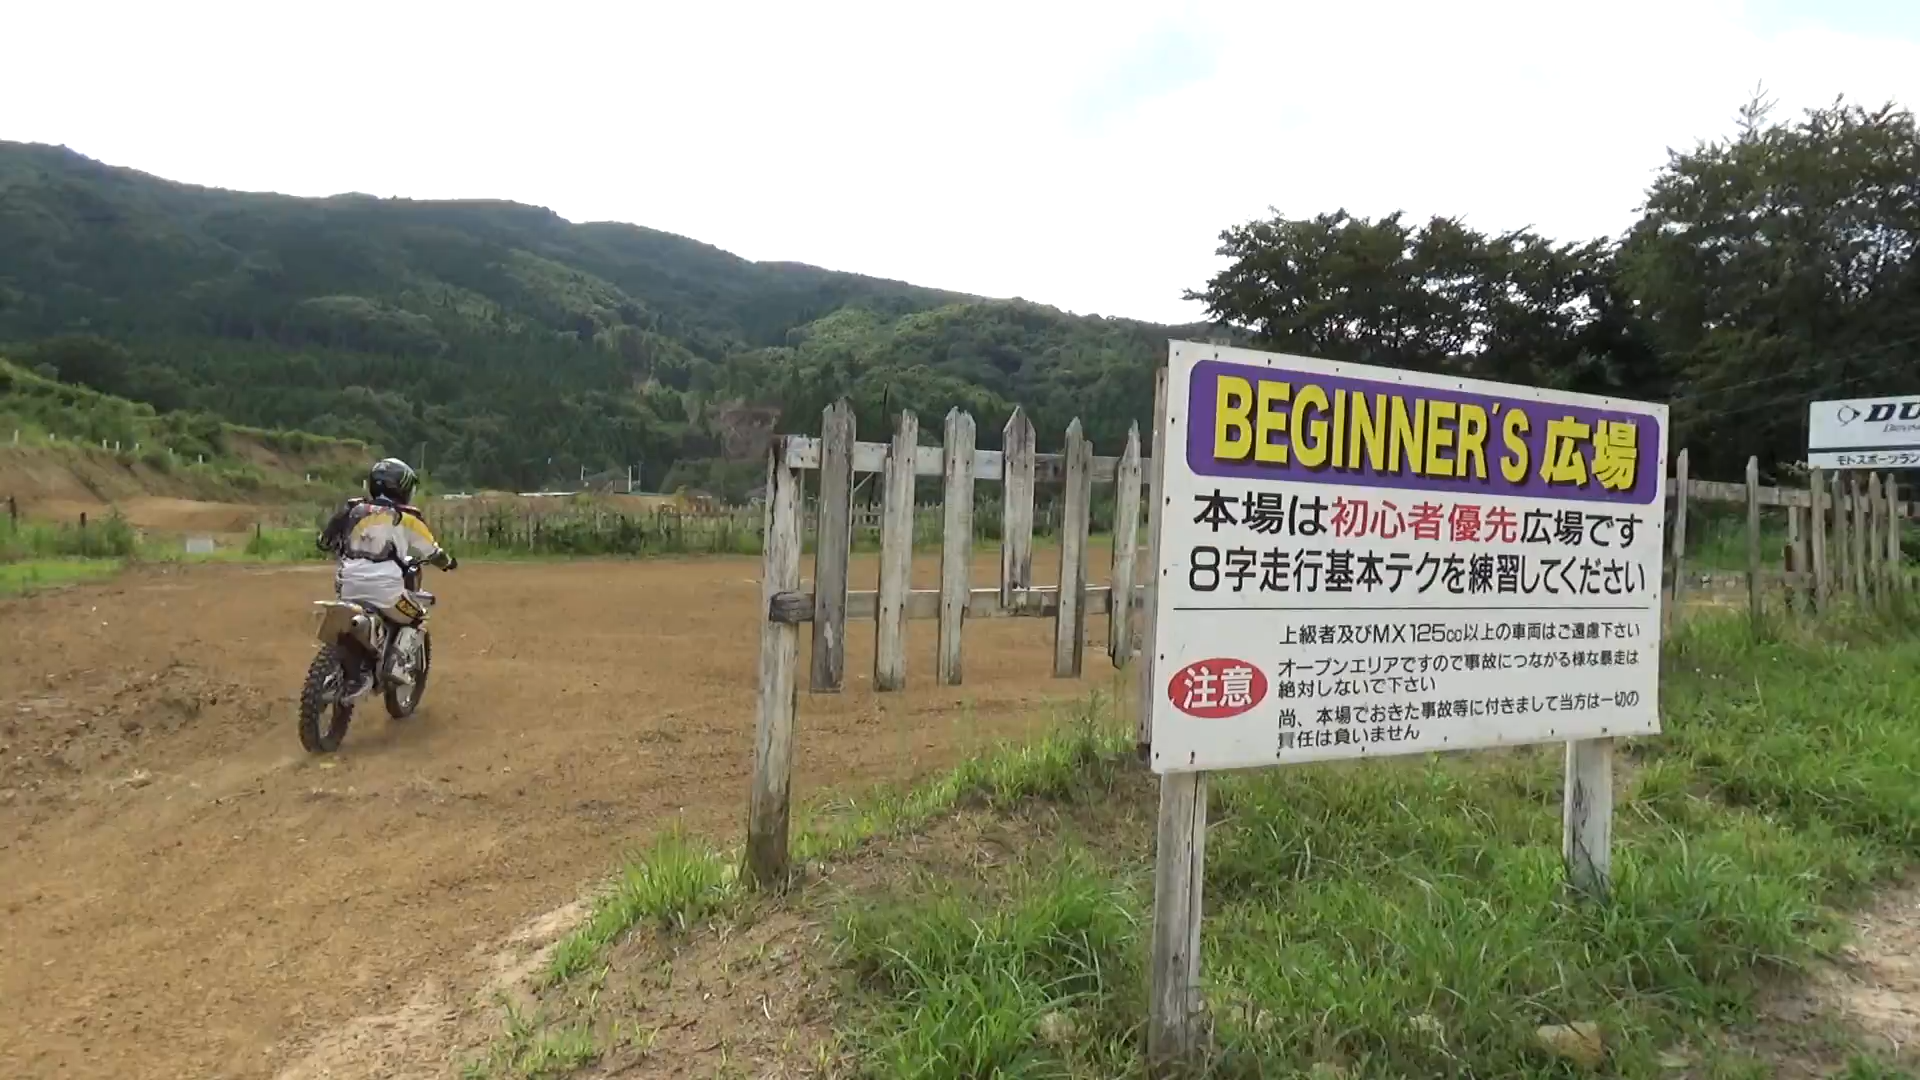 BEGINNER'S 広場
本場は初心者優先広場です
8字走行基本テクを練習してください
上級者及びMX125cc以上の車両はご遠慮下さい
注意
オープンエリアですので事故につながる様な暴走は
絶対しないで下さい
尚、本場でおきた事故等に付きまして当方は一切の
責任は負いません
DU
モトスポーツラン